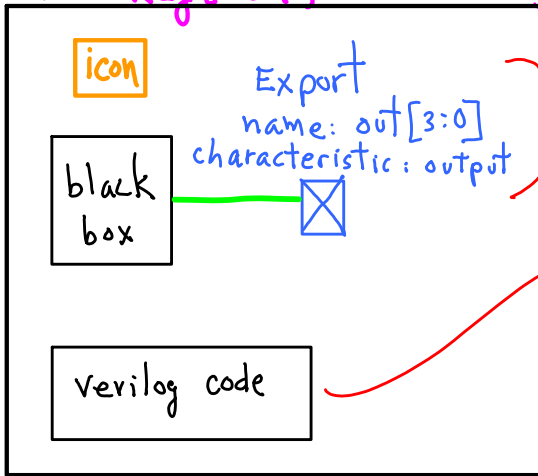 icon
Export
name: out[3:0]
characteristic: output
black
box
verilog code